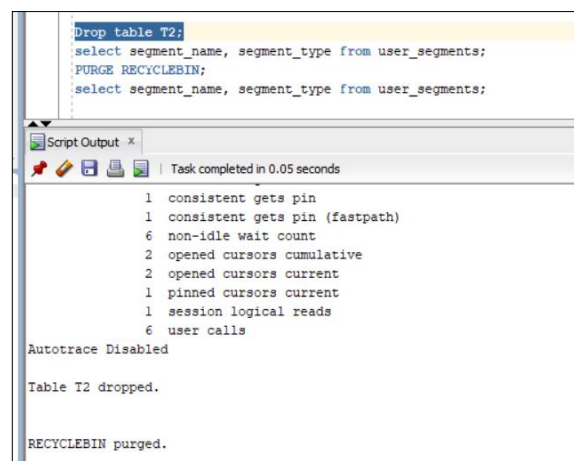 Drop table T2;
select segment_name, segment_type from user_segments;
PURGE RECYCLEBIN;
select segment_name, segment_type from user_segments;
Script Output ×
Task completed in 0.05 seconds
1 consistent gets pin
1 consistent gets pin (fastpath)
6 non-idle wait count
2 opened cursors cumulative
2 opened cursors current
1 pinned cursors current
1 session logical reads
6 user calls
Autotrace Disabled
Table T2 dropped.
RECYCLEBIN purged.